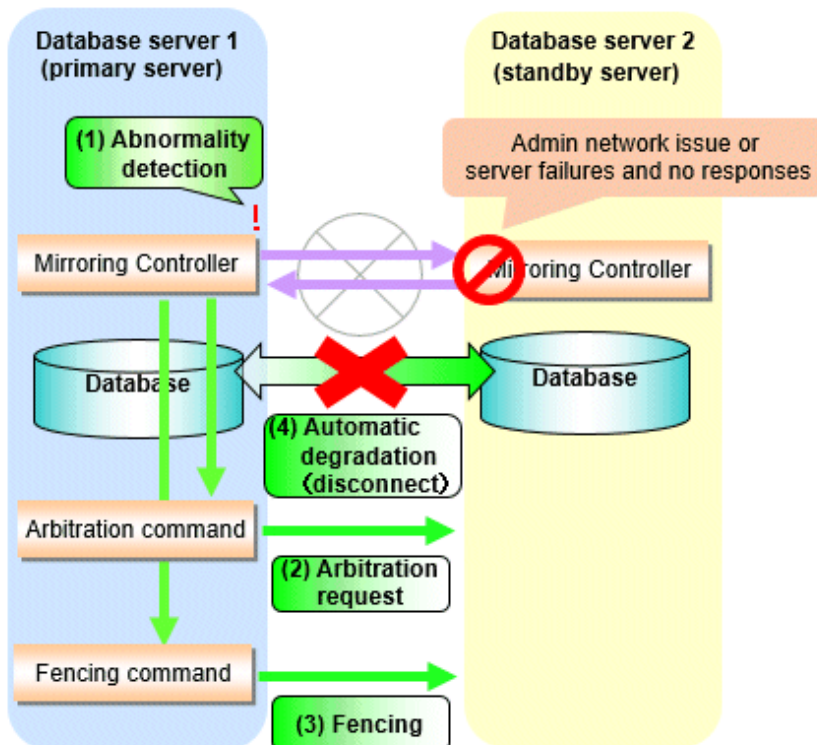 Database server 1
(primary server)
Database server 2
(standby server)
(1) Abnormality
detection
Admin network issue or
server failures and no responses
!
Mirroring Controller
Mirroring Controller
Database
Database
(4) Automatic
degradation
(disconnect)
Arbitration command
(2) Arbitration
request
Fencing command
(3) Fencing